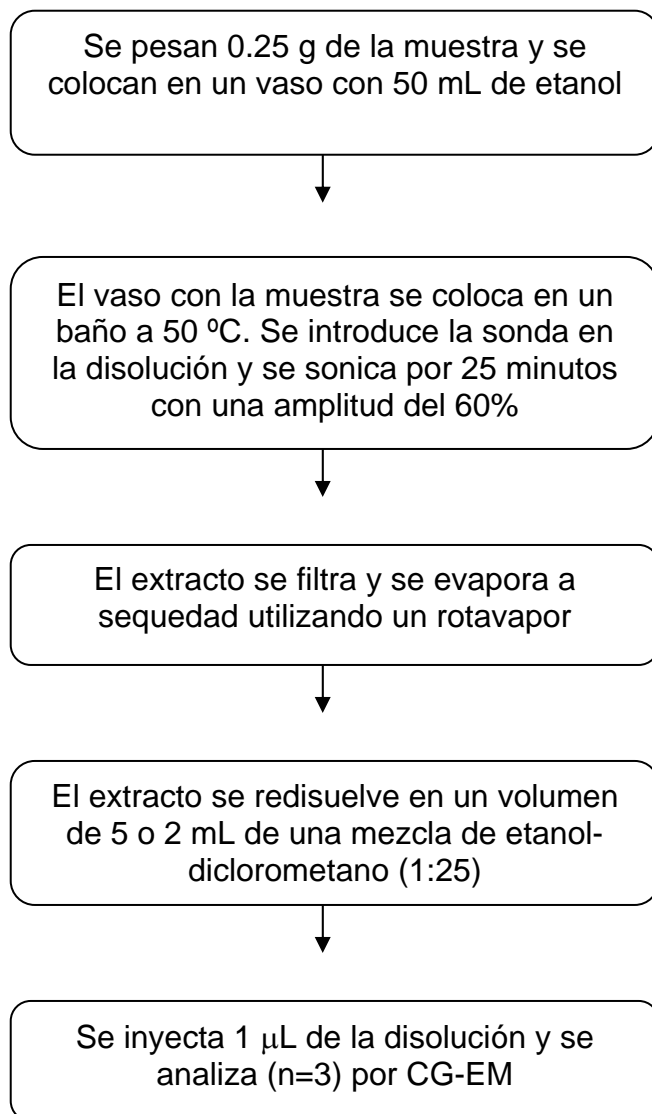 Se pesan 0.25 g de la muestra y se
colocan en un vaso con 50 mL de etanol
El vaso con la muestra se coloca en un
baño a 50 ºC. Se introduce la sonda en
la disolución y se sonica por 25 minutos
con una amplitud del 60%
El extracto se filtra y se evapora a
sequedad utilizando un rotavapor
El extracto se redisuelve en un volumen
de 5 o 2 mL de una mezcla de etanol-
diclorometano (1:25)
Se inyecta 1 μL de la disolución y se
analiza (n=3) por CG-EM